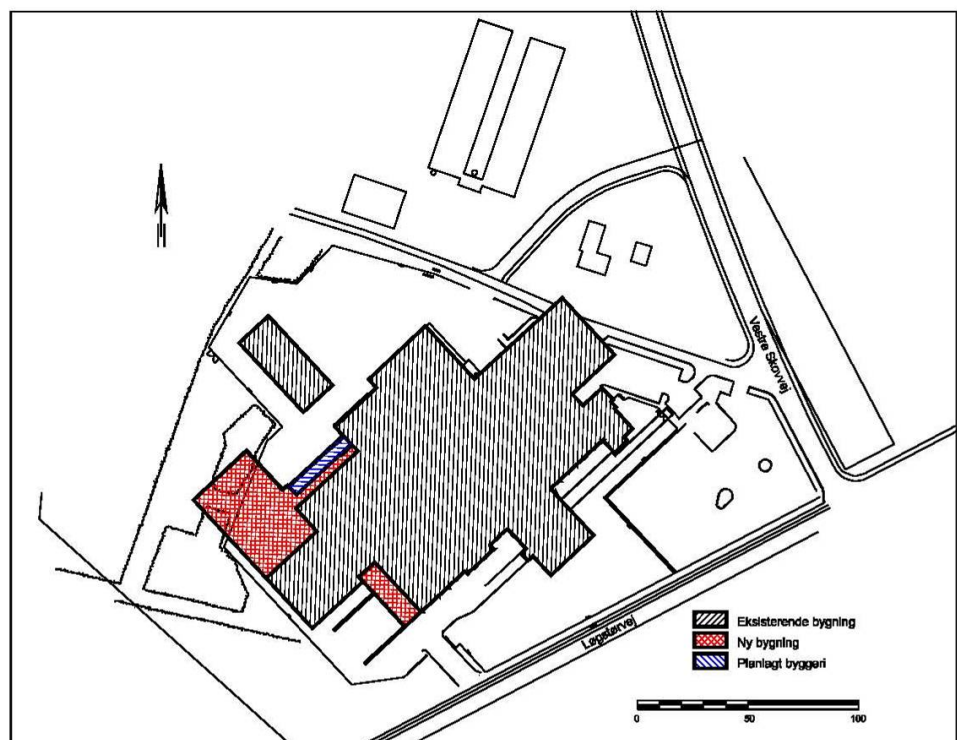 Vestre Skovvej
Løgstørvej
Eksisterende bygning
Ny bygning
Planlagt byggeri
0 50 100